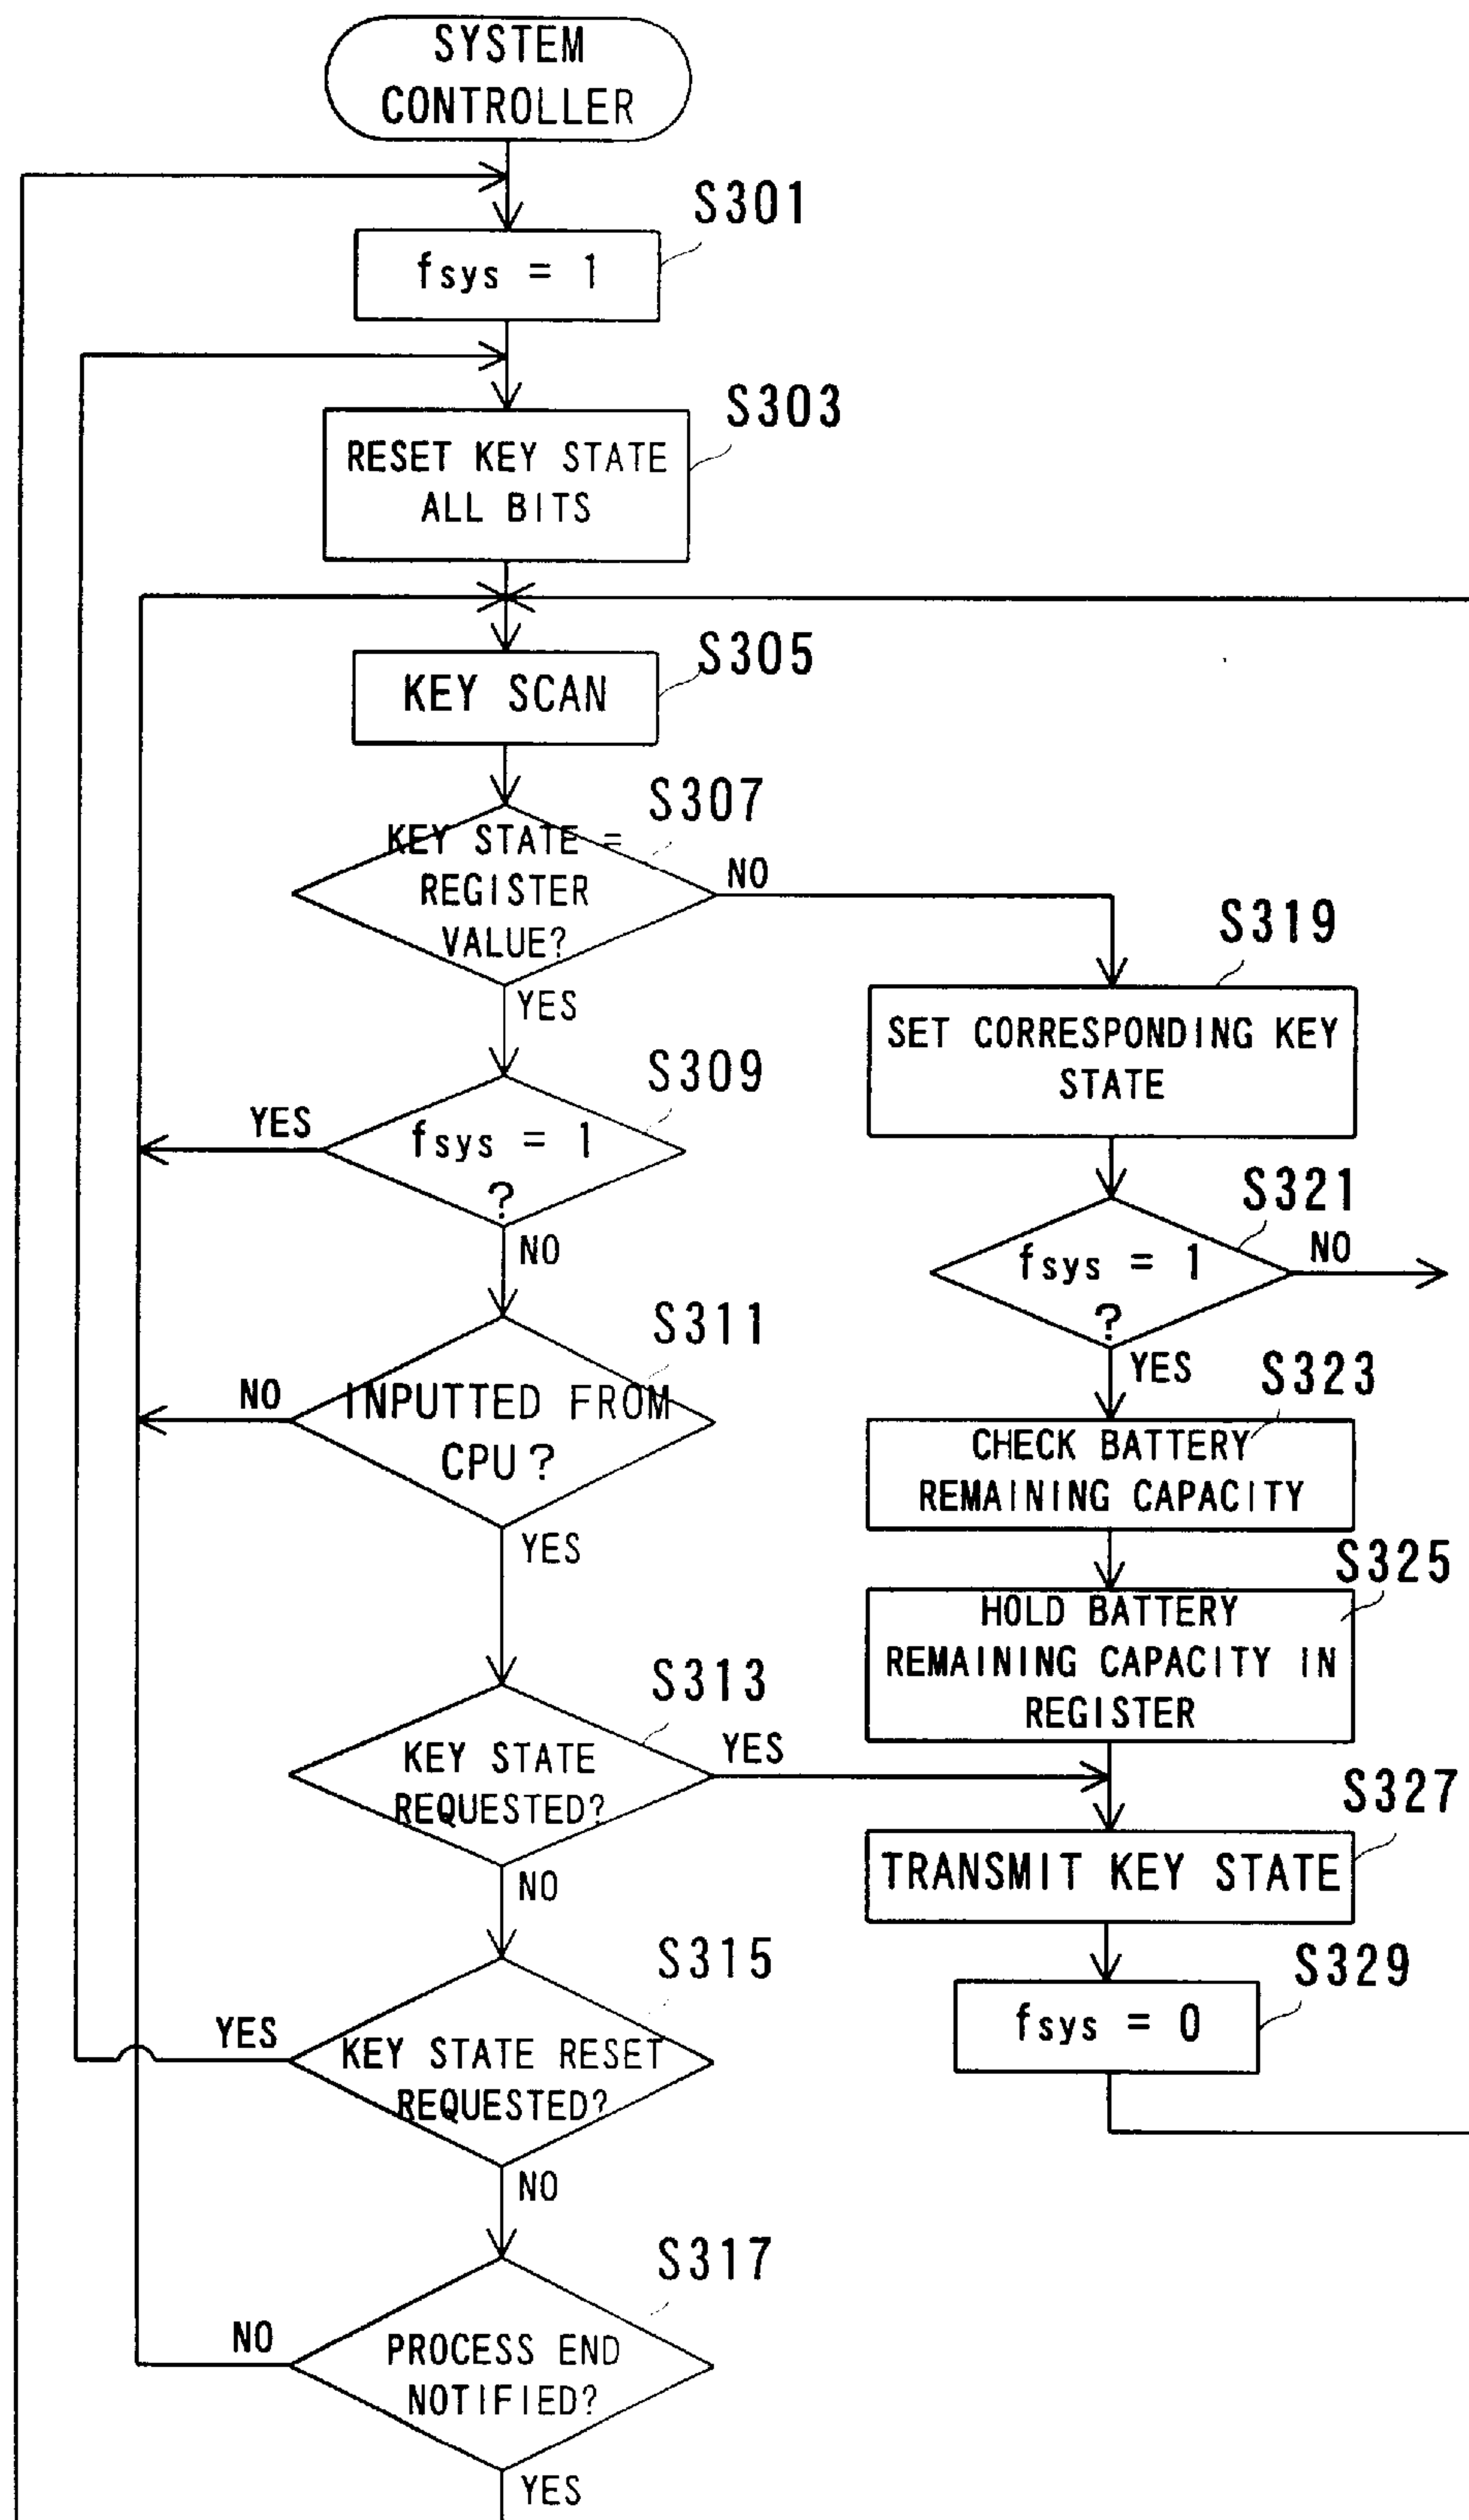 SYSTEM
CONTROLLER
S301
fsys = 1
S303
RESET KEY STATE
ALL BITS
S305
KEY SCAN
S307
KEY STATE =
REGISTER
VALUE?
NO
YES
S319
SET CORRESPONDING KEY
STATE
S309
YES
fsys = 1
?
NO
S321
fsys = 1
?
NO
YES
S311
NO
INPUTTED FROM
CPU?
YES
S323
CHECK BATTERY
REMAINING CAPACITY
S325
HOLD BATTERY
REMAINING CAPACITY IN
REGISTER
S313
KEY STATE
REQUESTED?
YES
NO
S327
TRANSMIT KEY STATE
S315
YES
KEY STATE RESET
REQUESTED?
NO
S329
fsys = 0
S317
NO
PROCESS END
NOTIFIED?
YES